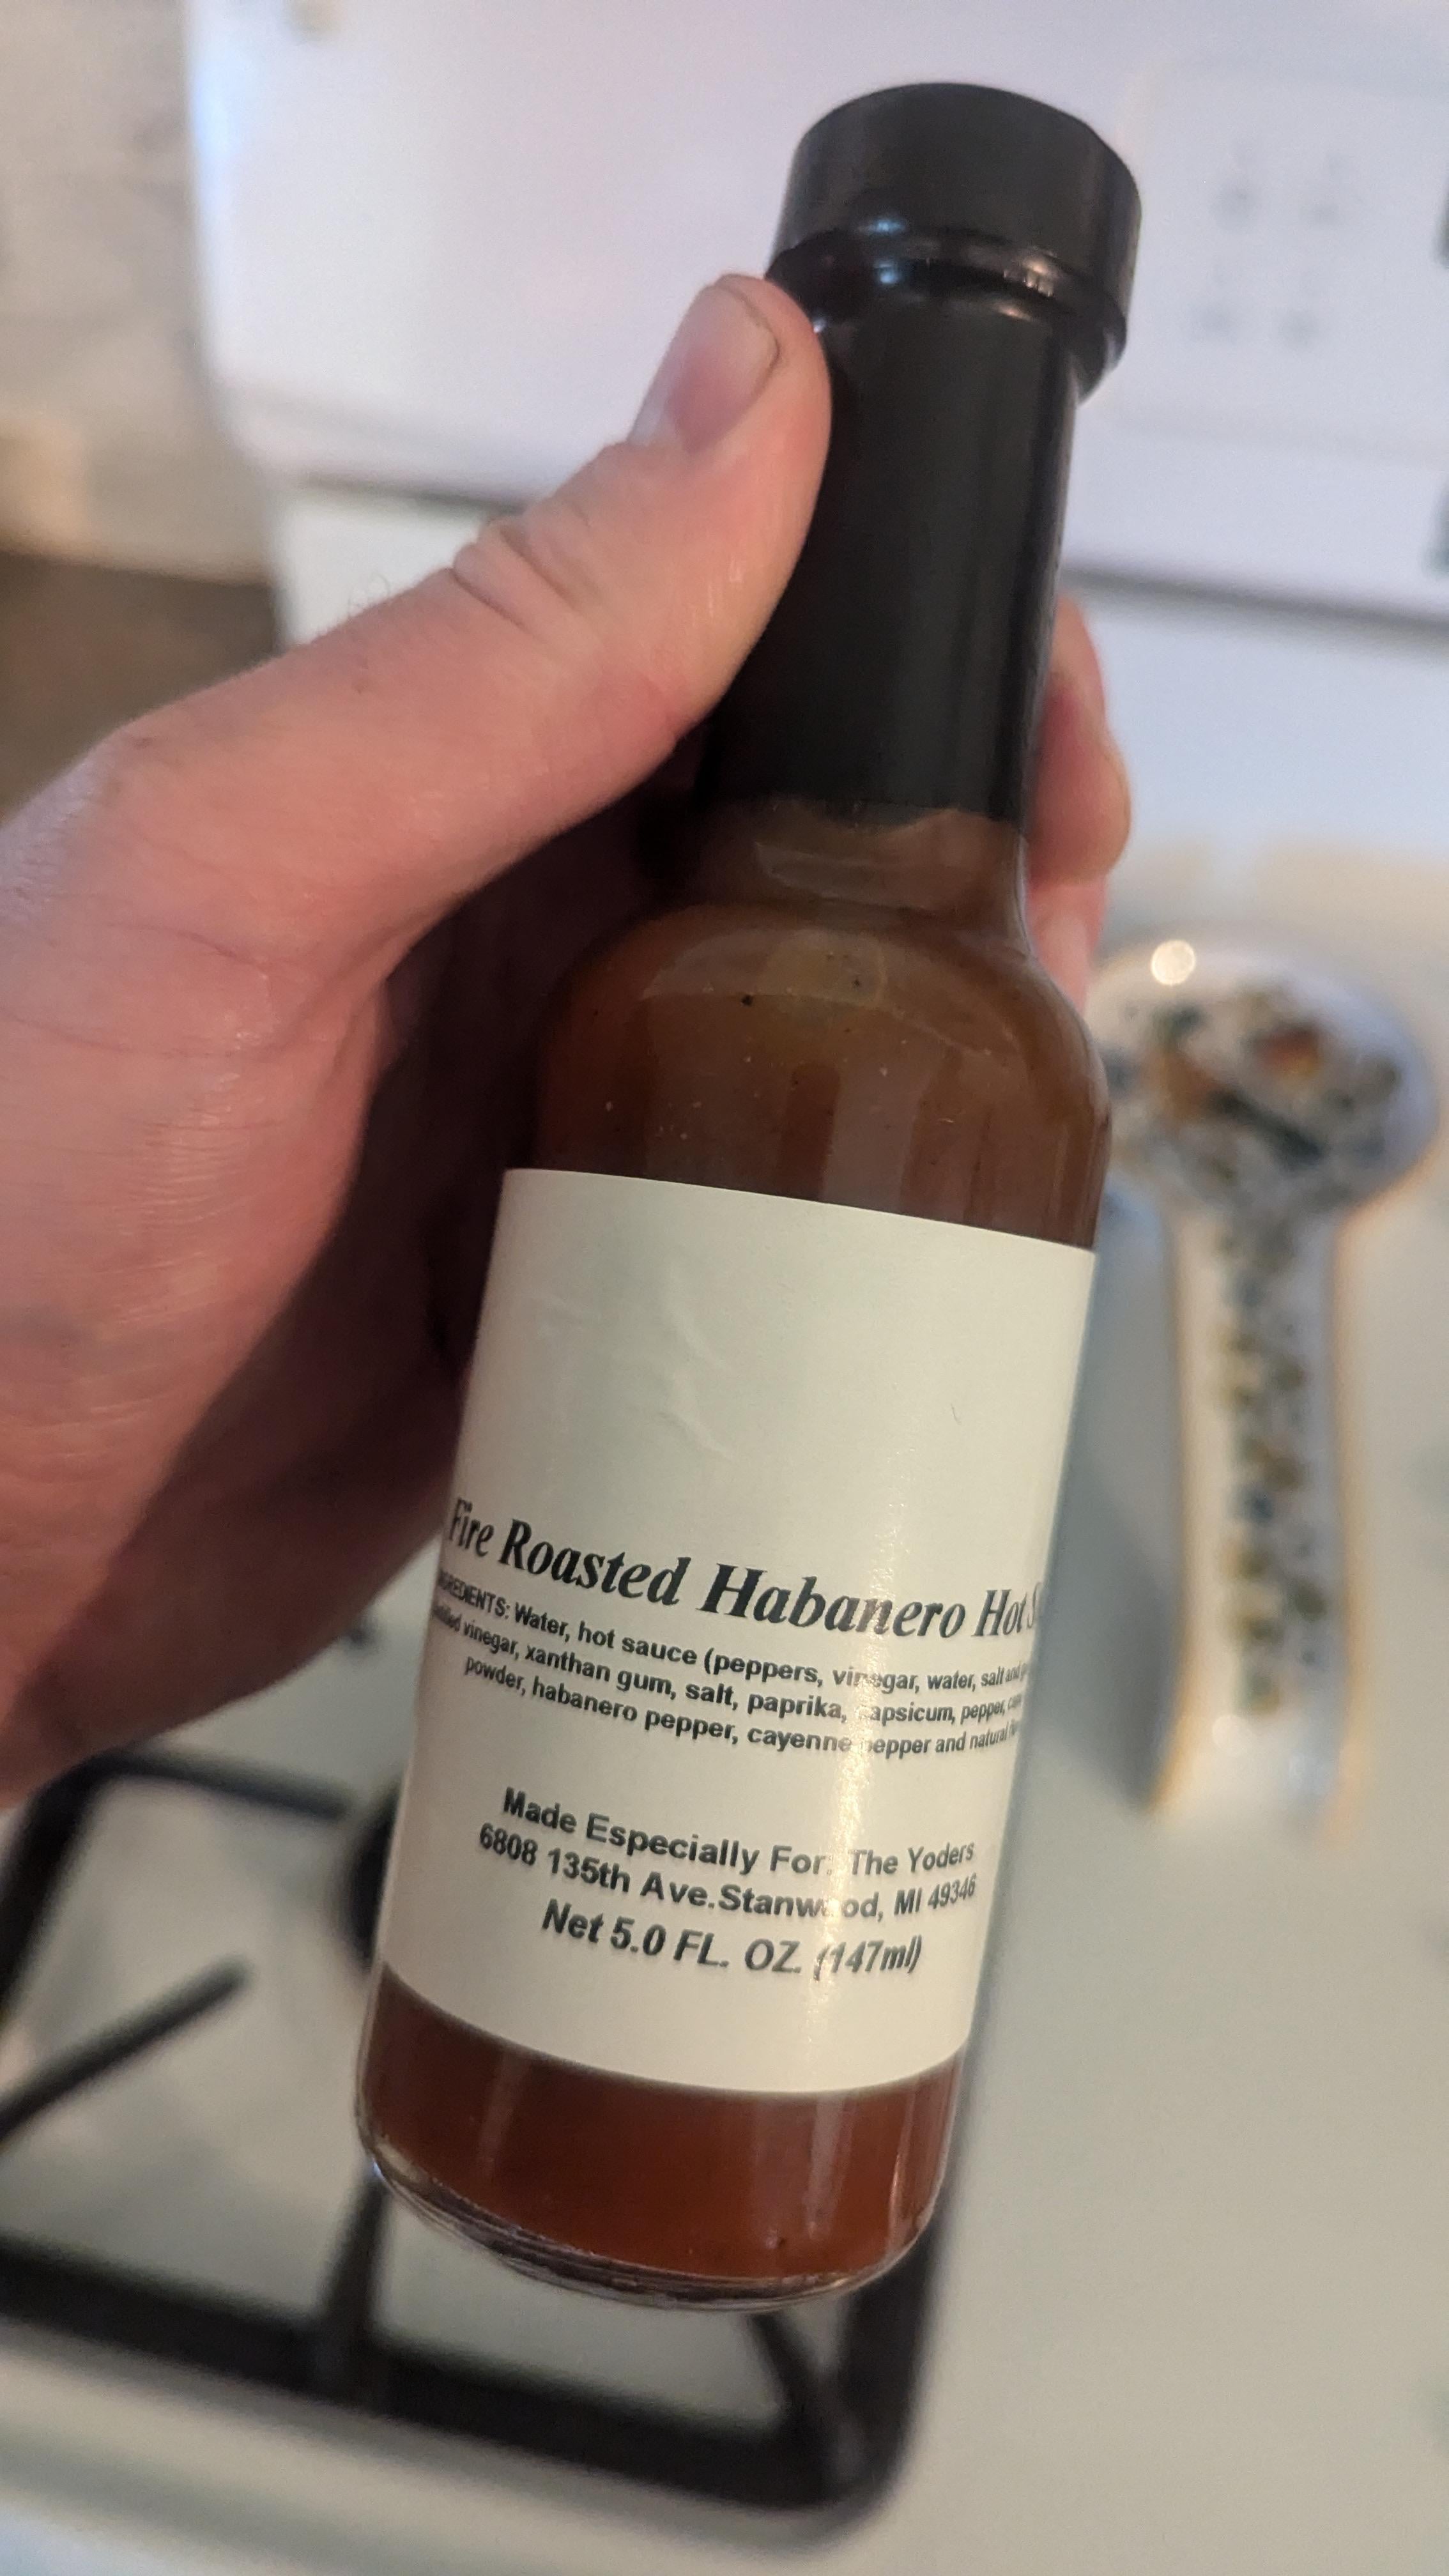 Fire Roasted Habanero Hot
INGREDIENTS: Water, hot sauce (peppers, vinegar, water, salt and
vinegar, xanthan gum, salt, paprika, capsicum, pepper,
powder, habanero pepper, cayenne pepper and natural
Made Especially For: The Yoders
6808 135th Ave.Stanwood, MI 49346
Net 5.0 FL. OZ. (147ml)